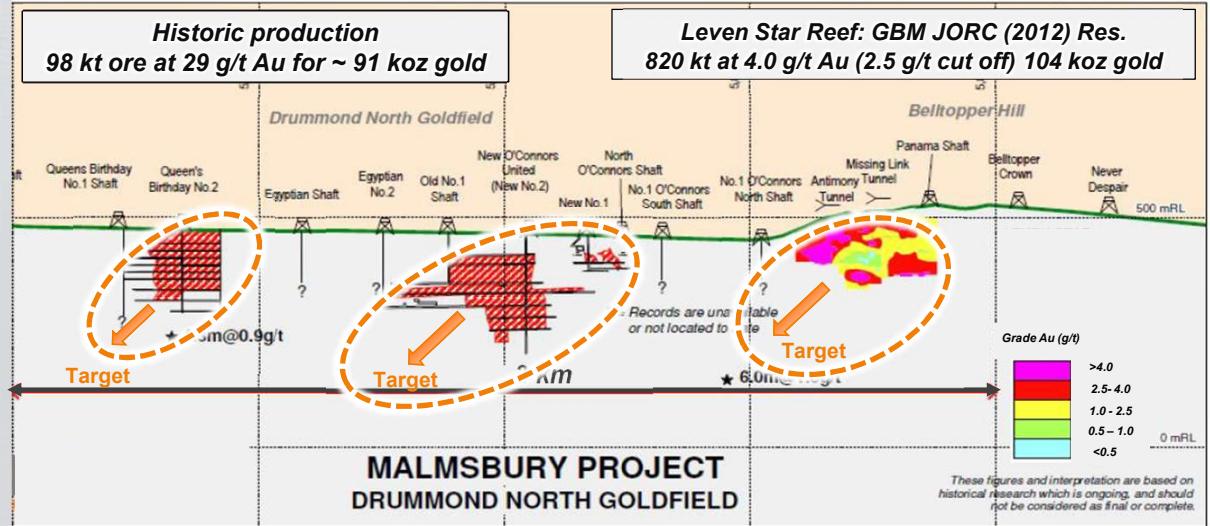 Historic production
98 kt ore at 29 g/t Au for ~ 91 koz gold
Leven Star Reef: GBM JORC (2012) Res.
820 kt at 4.0 g/t Au (2.5 g/t cut off) 104 koz gold
Drummond North Goldfield
Belltopper Hill
Queens Birthday
No.1 Shaft
Queen's
Birthday No.2
Egyptian Shaft
Egyptian
No.2
Old No.1
Shaft
New O'Connors
United
(New No.2)
New No.1
North
O'Connors Shaft
No.1 O'Connors
South Shaft
No.1 O'Connors
North Shaft
Antimony
Tunnel
Missing Link
Tunnel
Panama Shaft
Belltopper
Crown
Never
Despair
500 mRL
?
?
?
?
?
Records are
or not located to
@0.9g/t
Target
Target
Target
km
6.0m@
Grade Au (g/t)
>4.0
2.5- 4.0
1.0 - 2.5
0.5 – 1.0
<0.5
0 mRL
MALMSBURY PROJECT
DRUMMOND NORTH GOLDFIELD
These figures and interpretation are based on
historical research which is ongoing, and should
not be considered as final or complete.